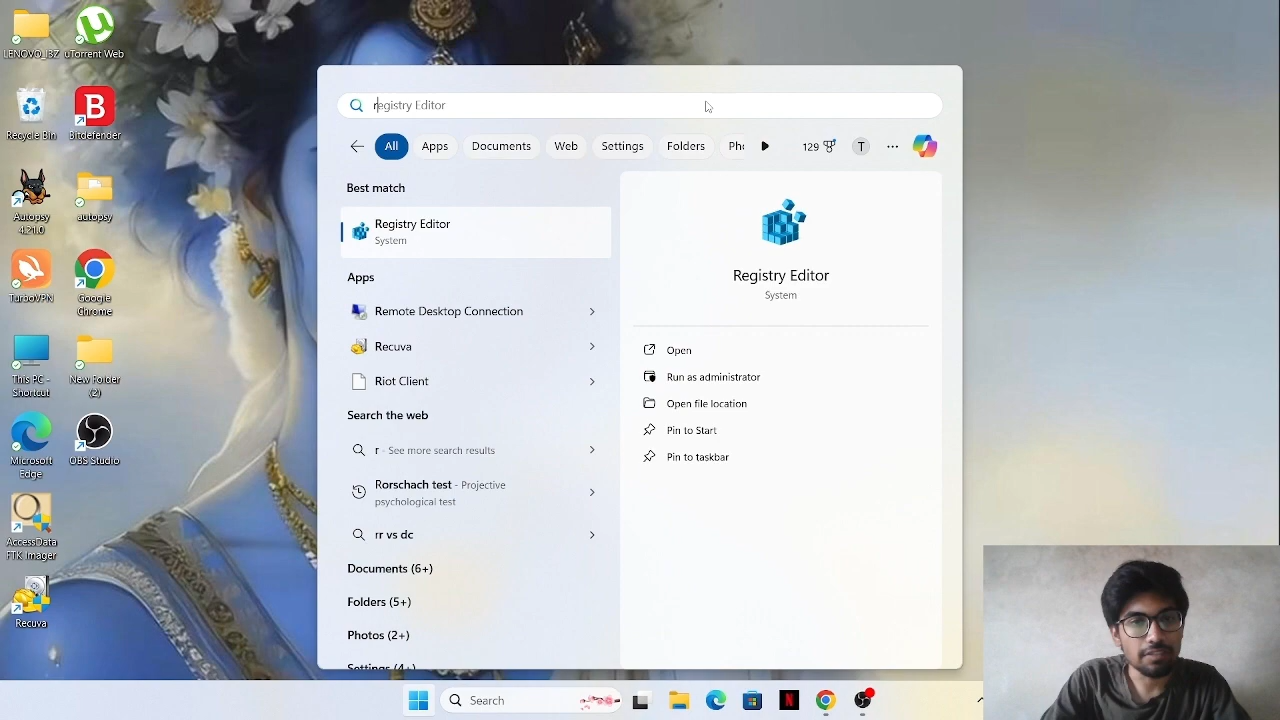 LENOVO_I3Z
uTorrent Web
Recycle Bin
Bitdefender
Autopsy
4.21.0
autopsy
TurboVPN
Google
Chrome
This PC -
Shortcut
New Folder
(2)
Microsoft
Edge
OBS Studio
AccessData
FTK Imager
Recuva
registry Editor
All
Apps
Documents
Web
Settings
Folders
Pho
129
T
Best match
Registry Editor
System
Apps
Remote Desktop Connection
Recuva
Riot Client
Search the web
r - See more search results
Rorschach test - Projective
psychological test
rr vs dc
Documents (6+)
Folders (5+)
Photos (2+)
Settings (4+)
Registry Editor
System
Open
Run as administrator
Open file location
Pin to Start
Pin to taskbar
Search